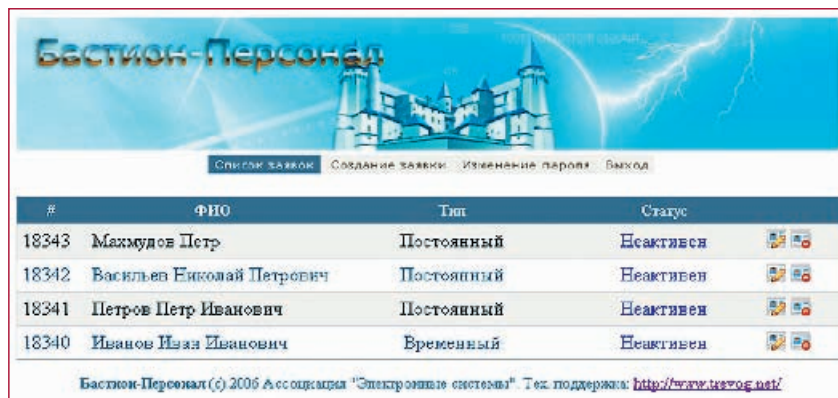 Бастион-Персонал
Список заявок Создание заявки Изменение пароля Выход
# ФИО Тип Статус
18343 Махмудов Петр Постоянный Неактивен
18342 Васильев Николай Петрович Постоянный Неактивен
18341 Петров Петр Иванович Постоянный Неактивен
18340 Иванов Иван Иванович Временный Неактивен
Бастион-Персонал (c) 2006 Ассоциация "Электронные системы". Тех. поддержка: http://www.trevog.net/